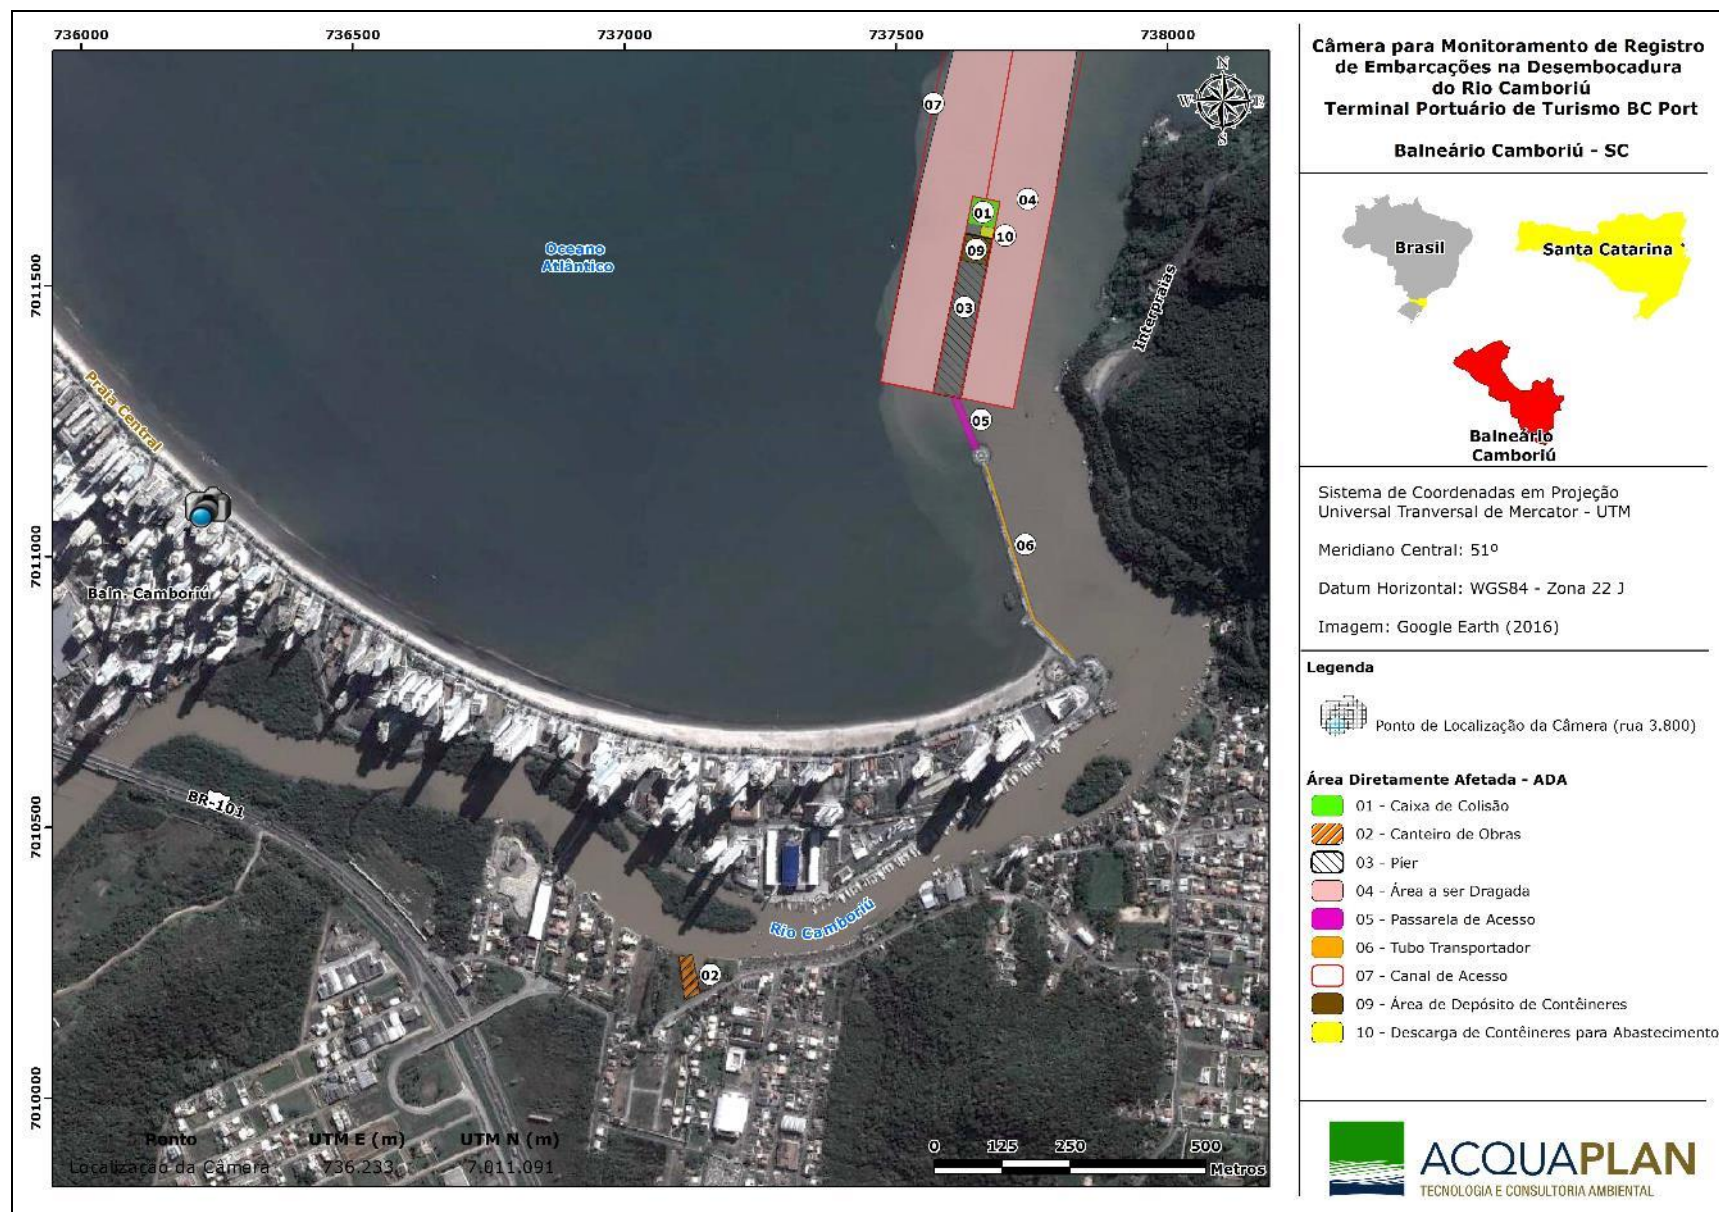 736000
736500
737000
737500
738000
7011500
7011000
7010500
7010000
N
W
E
S
07
04
01
10
09
03
05
06
02
Oceano
Atlântico
Interpraias
Praia Central
Baln. Camboriú
BR-101
Rio Camboriú
Ponto UTM E (m) UTM N (m)
Localização da Câmera 736.233 7.011.091
0 125 250 500
Metros
Câmera para Monitoramento de Registro
de Embarcações na Desembocadura
do Rio Camboriú
Terminal Portuário de Turismo BC Port
Balneário Camboriú - SC
Brasil
Santa Catarina
Balneário
Camboriú
Sistema de Coordenadas em Projeção
Universal Tranversal de Mercator - UTM
Meridiano Central: 51º
Datum Horizontal: WGS84 - Zona 22 J
Imagem: Google Earth (2016)
Legenda
Ponto de Localização da Câmera (rua 3.800)
Área Diretamente Afetada - ADA
01 - Caixa de Colisão
02 - Canteiro de Obras
03 - Pier
04 - Área a ser Dragada
05 - Passarela de Acesso
06 - Tubo Transportador
07 - Canal de Acesso
09 - Área de Depósito de Contêineres
10 - Descarga de Contêineres para Abastecimento
ACQUAPLAN
TECNOLOGIA E CONSULTORIA AMBIENTAL